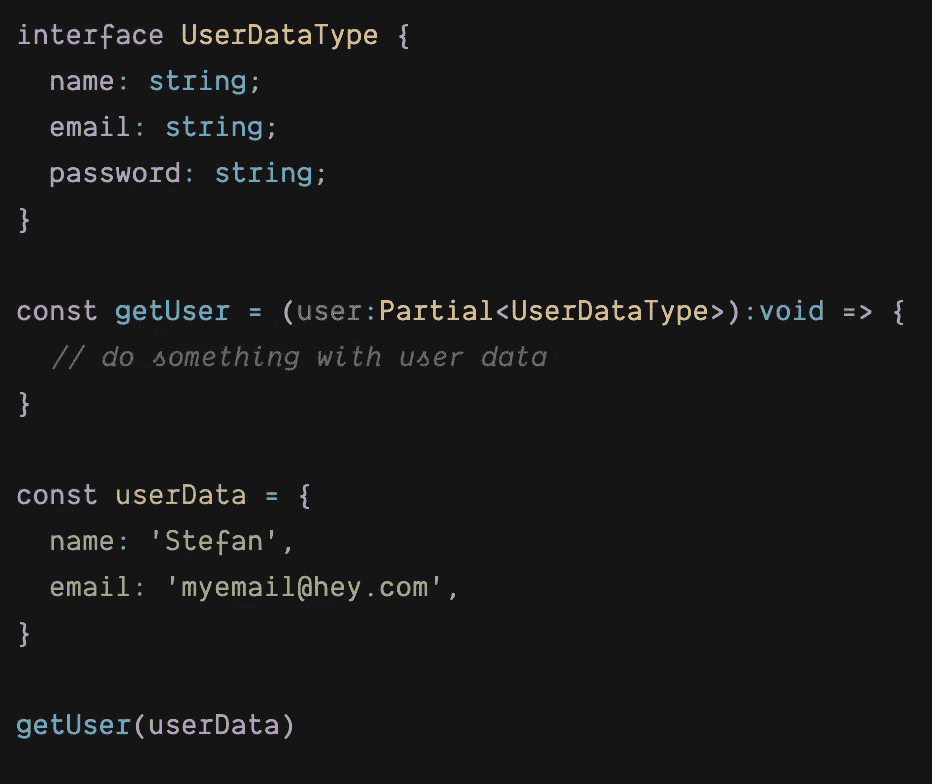 interface UserDataType {
  name: string;
  email: string;
  password: string;
}
const getUser = (user:Partial<UserDataType>):void => {
  // do something with user data
}
const userData = {
  name: 'Stefan',
  email: 'myemail@hey.com',
}
getUser(userData)